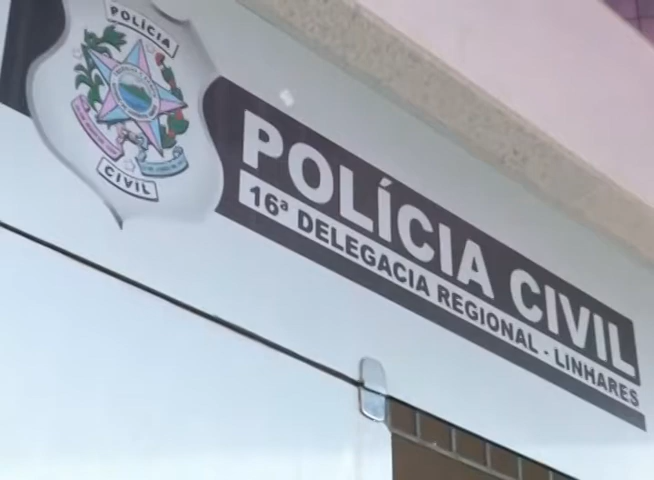 POLÍCIA
CIVIL
POLÍCIA CIVIL
16ª DELEGACIA REGIONAL - LINHARES